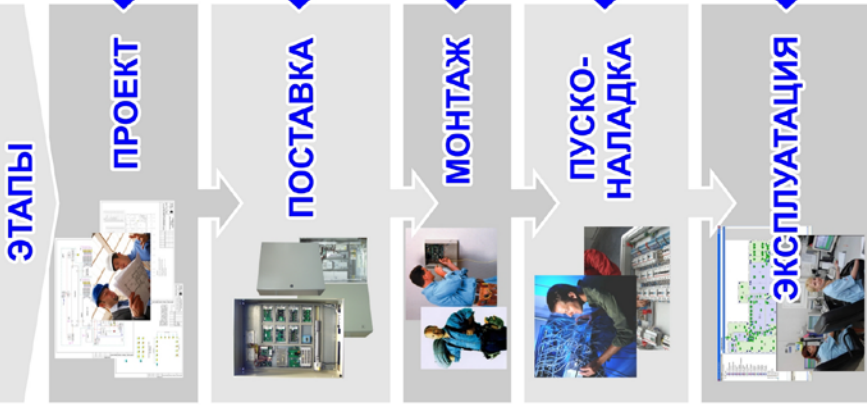 ЭТАПЫ
ПРОЕКТ
ПОСТАВКА
МОНТАЖ
ПУСКО-
НАЛАДКА
ЭКСПЛУАТАЦИЯ